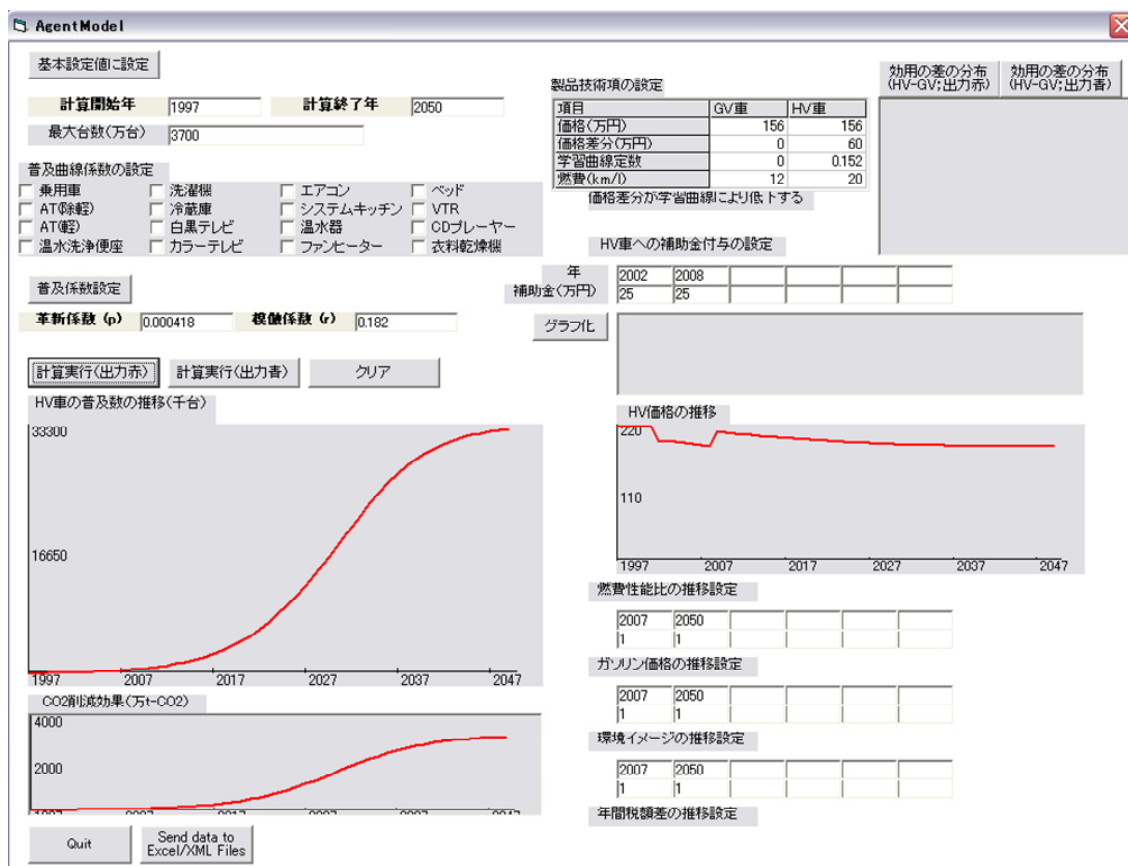 AgentModel
基本設定値に設定
計算開始年 1997 計算終了年 2050
最大台数(万台) 3700
普及曲線係数の設定
乗用車 洗濯機 エアコン ベッド
AT(除軽) 冷蔵庫 システムキッチン VTR
AT(軽) 白黒テレビ 温水器 CDプレーヤー
温水洗浄便座 カラーテレビ ファンヒーター 衣料乾燥機
普及係数設定
革新係数 (p) 0.000418 模倣係数 (r) 0.182
計算実行(出力赤) 計算実行(出力青) クリア
HV車の普及数の推移(千台)
33300
16650
1997 2007 2017 2027 2037 2047
CO2削減効果(万t-CO2)
4000
2000
1997 2007 2017 2027 2037 2047
Quit
Send data to
Excel/XML Files
製品技術項の設定
項目 GV車 HV車
価格(万円) 156 156
価格差分(万円) 0 60
学習曲線定数 0 0.152
燃費(km/l) 12 20
価格差分が学習曲線により低下する
効用の差の分布
(HV-GV;出力赤)
効用の差の分布
(HV-GV;出力青)
HV車への補助金付与の設定
年 2002 2008
補助金(万円) 25 25
グラフ化
HV価格の推移
220
110
1997 2007 2017 2027 2037 2047
燃費性能比の推移設定
2007 2050
1 1
ガソリン価格の推移設定
2007 2050
1 1
環境イメージの推移設定
2007 2050
1 1
年間税額差の推移設定